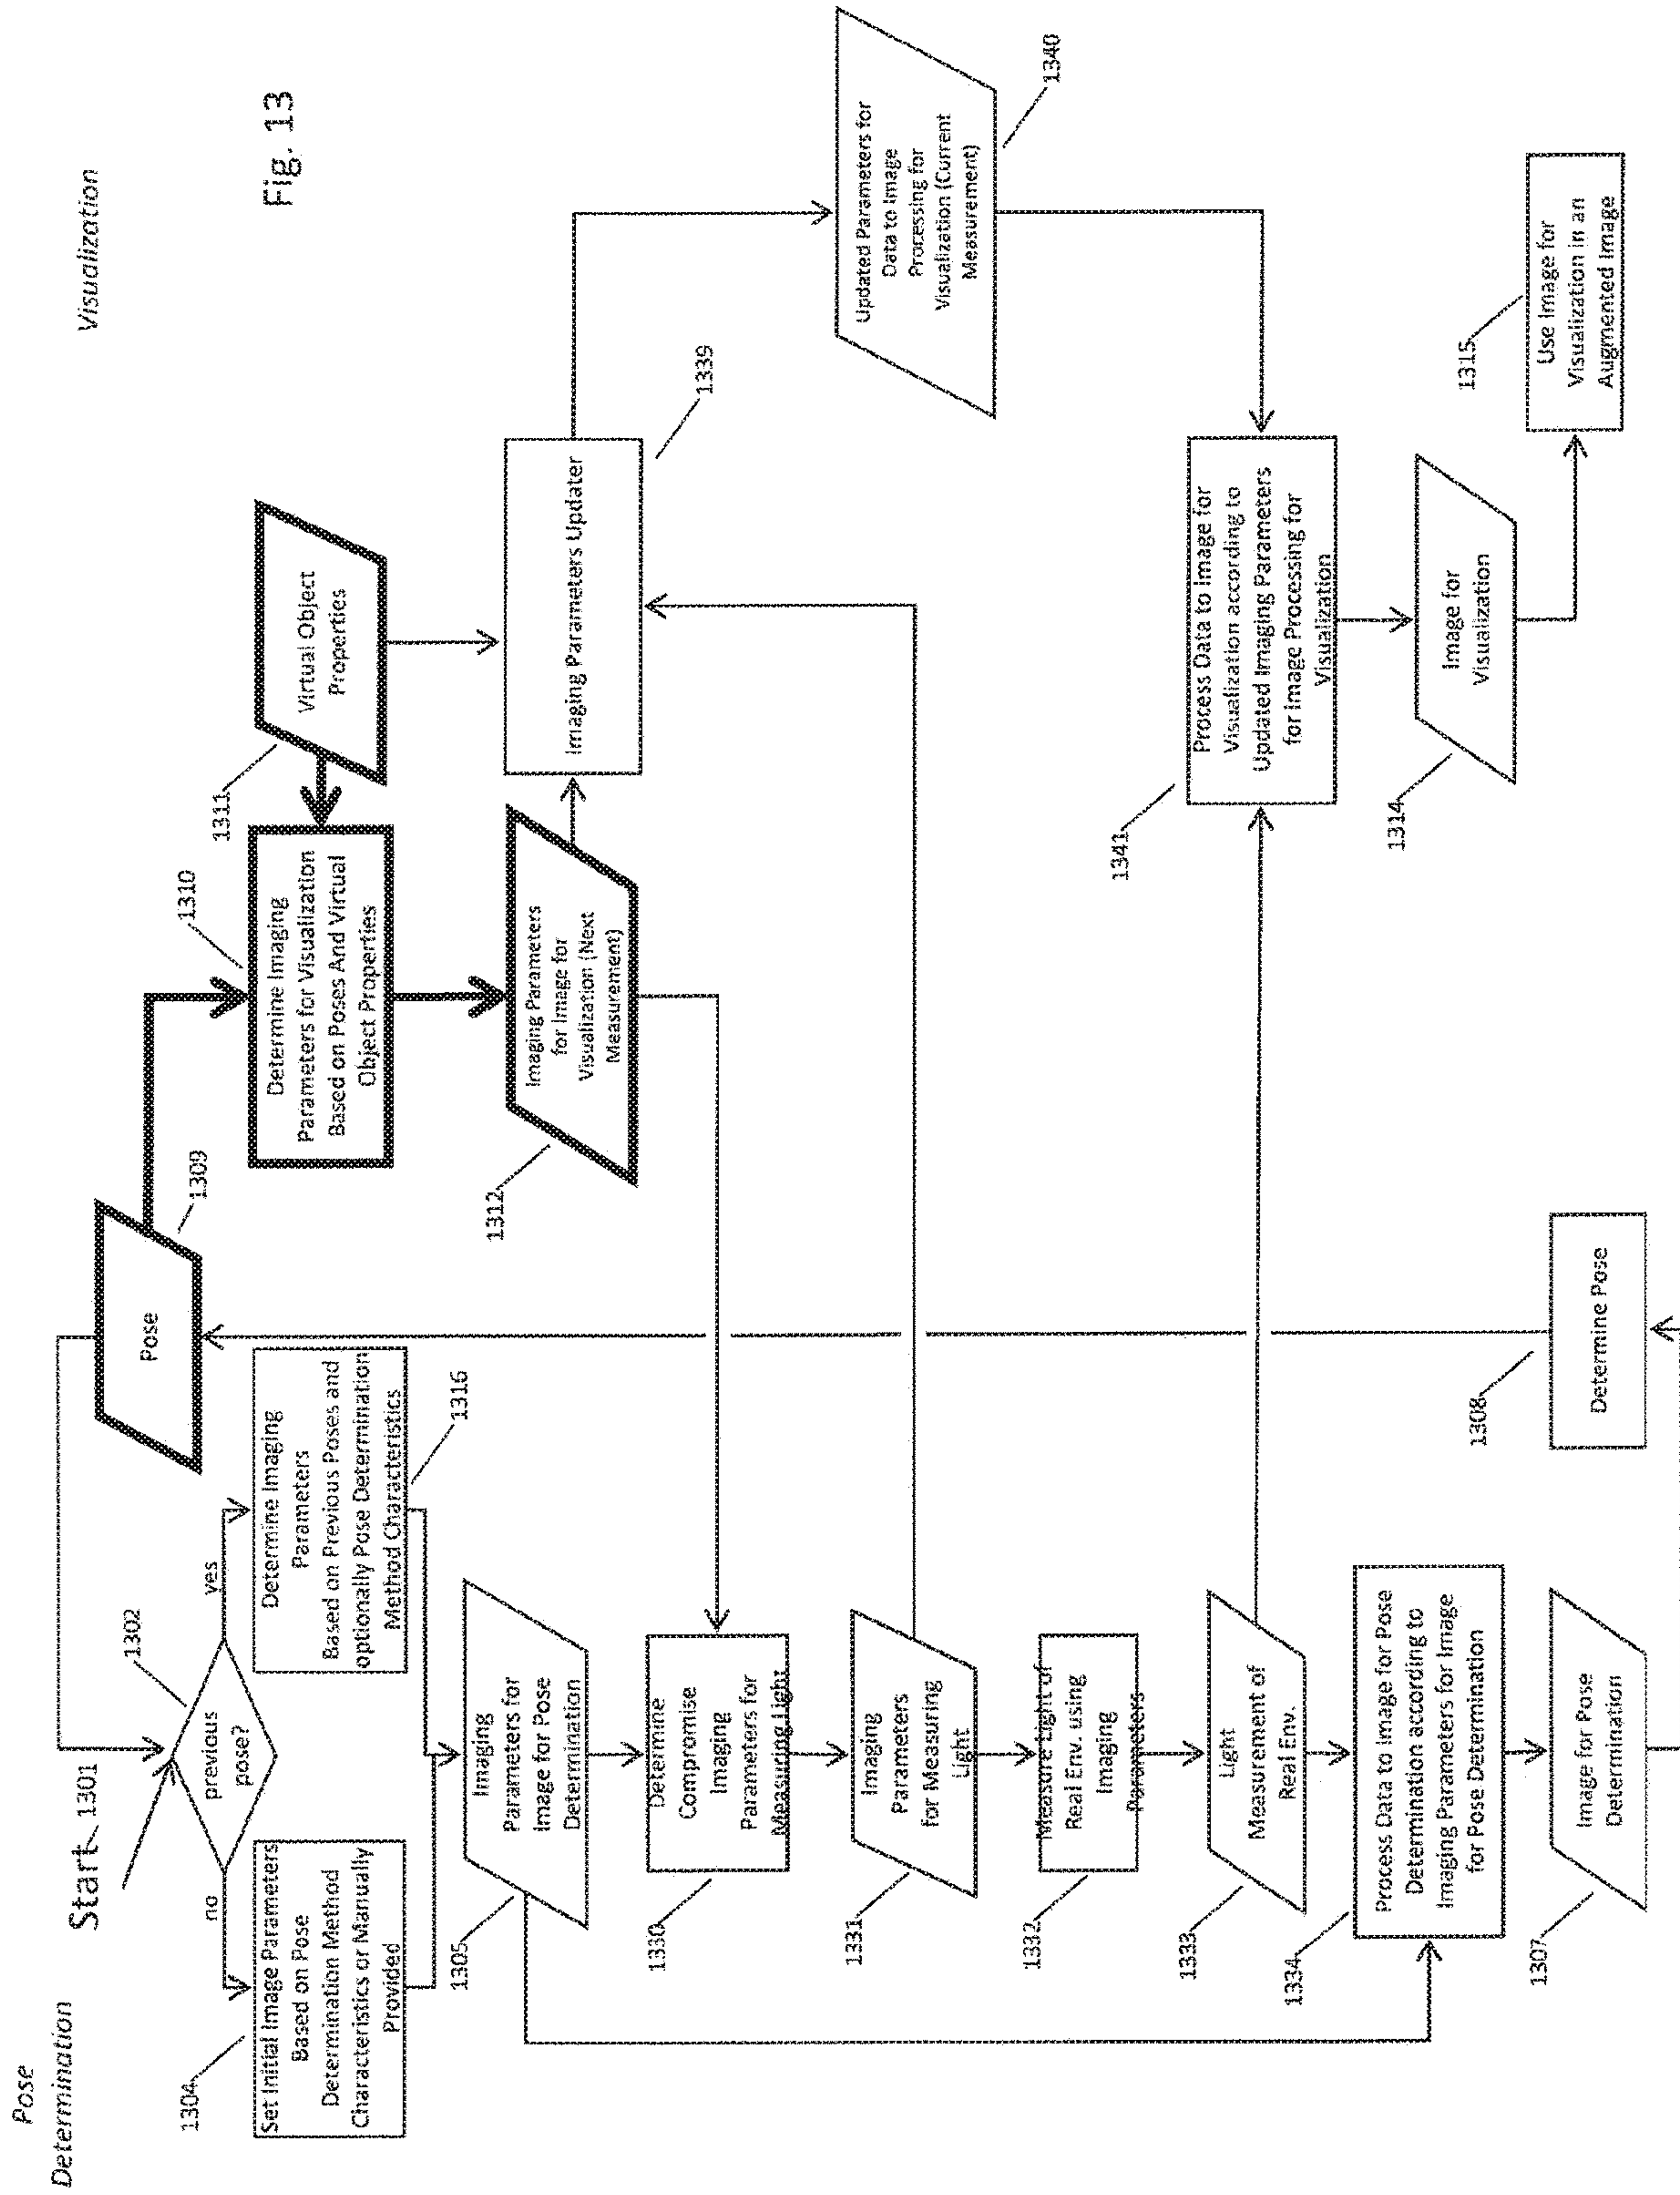 Pose
Determination
Visualization
Fig. 13
Start 1301
1302
previous
pose?
no
yes
1304
Set Initial Image Parameters
Based on Pose
Determination Method
Characteristics or Manually
Provided
Determine Imaging
Parameters
Based on Previous Poses and
optionally Pose Determination
Method Characteristics
1316
Pose
1309
1310
Determine Imaging
Parameters for Visualization
Based on Poses And Virtual
Object Properties
1311
Virtual Object
Properties
1305
Imaging
Parameters for
Image for Pose
Determination
1312
Imaging Parameters
for Image for
Visualization (Next
Measurement)
Imaging Parameters Updater
1339
1330
Determine
Compromise
Imaging
Parameters for
Measuring Light
1331
Imaging
Parameters
for Measuring
Light
Updated Parameters for
Data to Image
Processing for
Visualization (Current
Measurement)
1340
1332
Measure Light of
Real Env. using
Imaging
Parameters
1333
Light
Measurement of
Real Env.
1341
Process Data to Image for
Visualization according to
Updated Imaging Parameters
for Image Processing for
Visualization
1334
Process Data to Image for Pose
Determination according to
Imaging Parameters for Image
for Pose Determination
1314
Image for
Visualization
1315
Use Image for
Visualization in an
Augmented Image
1307
Image for Pose
Determination
1308
Determine Pose